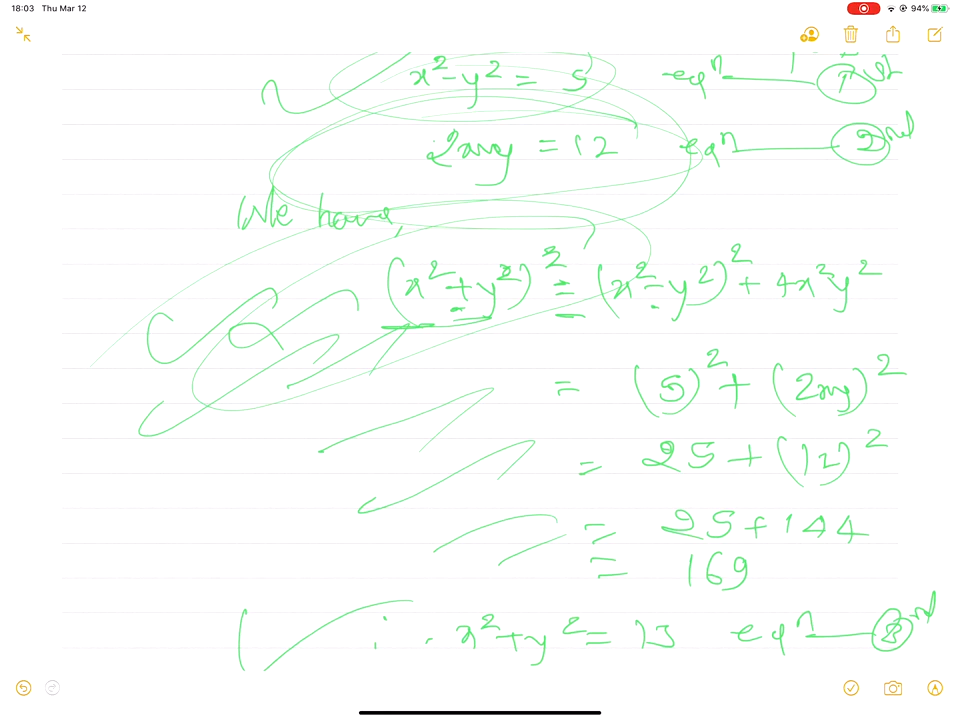 18:03 Thu Mar 12 94%
x² - y² = 5 eqⁿ 1st
2xy = 12 eqⁿ 2nd
We have,
(x² + y²)² = (x² - y²)² + 4x²y²
= (5)² + (2xy)²
= 25 + (12)²
= 25 + 144
= 169
∴ x² + y² = 13 eqⁿ 3rd